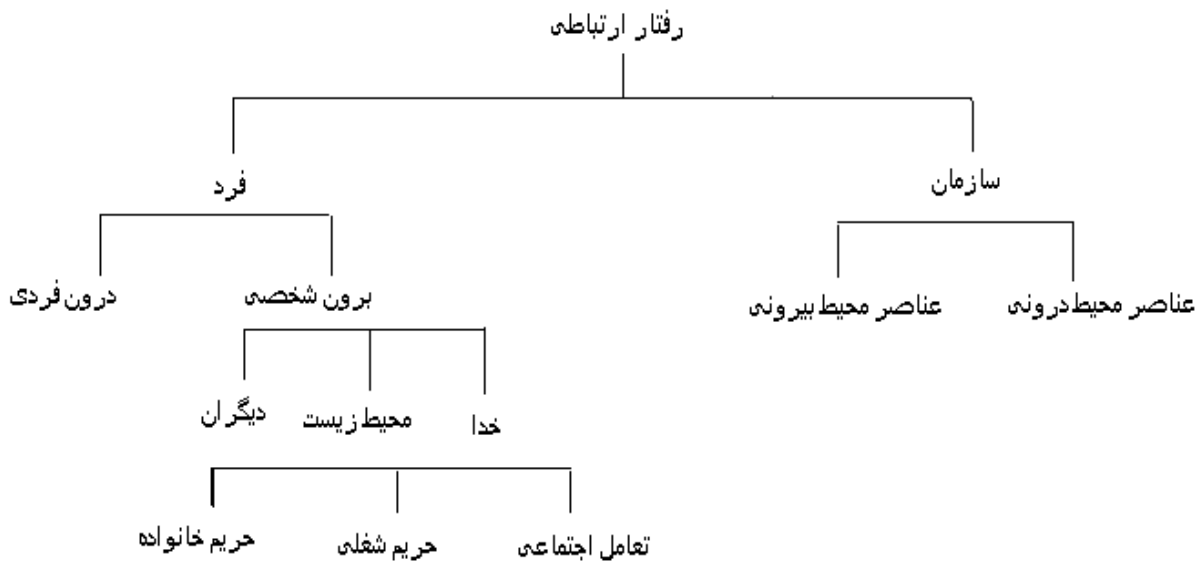 رفتار ارتباطی
سازمان
فرد
عناصر محیط درونی
عناصر محیط بیرونی
برون شخصی
درون فردی
خدا
محیط زیست
دیگران
تعامل اجتماعی
حریم شغلی
حریم خانواده